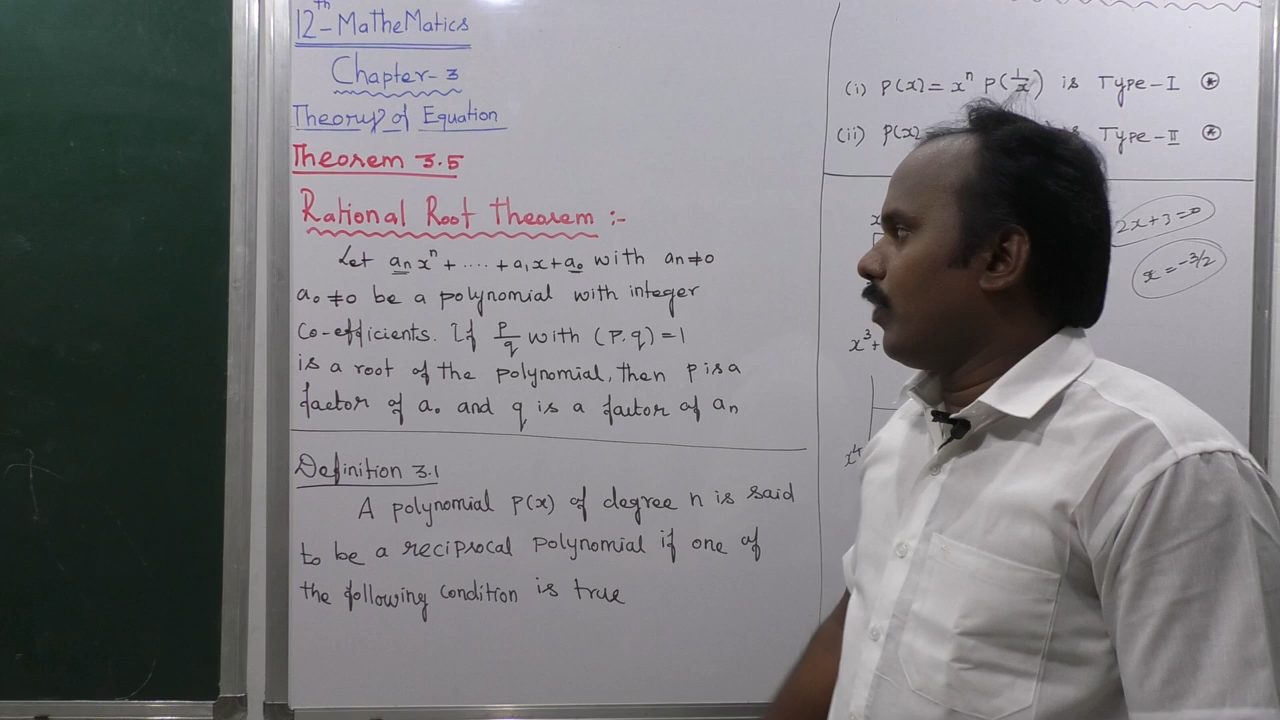 12th - MatheMatics
Chapter - 3
Theory of Equation
Theorem 3.5
Rational Root Theorem :-
Let aₙxⁿ + ..... + a₁x + a₀ with aₙ ≠ 0
a₀ ≠ 0 be a polynomial with integer
Co-efficients. If p/q with (p.q) = 1
is a root of the polynomial, then p is a
factor of a₀ and q is a factor of aₙ
Definition 3.1
A polynomial P(x) of degree n is said
to be a reciprocal polynomial if one of
the following condition is true
(i) P(x) = xⁿ P(1/x) is Type - I
(ii) P(x) Type - II
2x+3=0
x = -3/2
x³+
x⁴